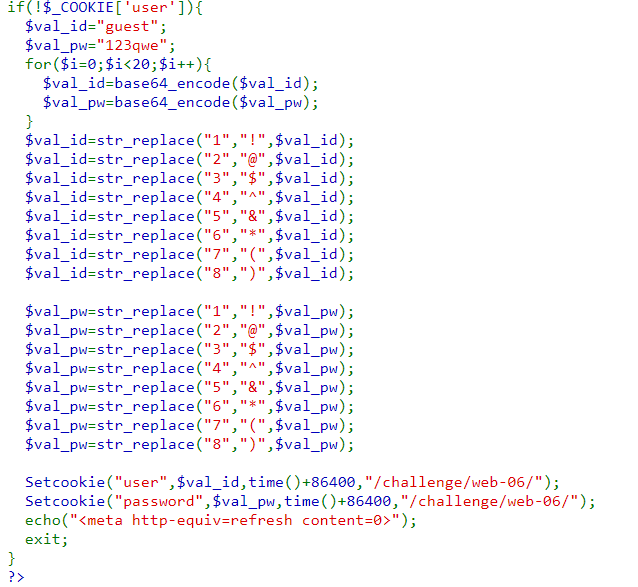 if(!$_COOKIE['user']){
$val_id="guest";
$val_pw="123qwe";
for($i=0;$i<20;$i++){
$val_id=base64_encode($val_id);
$val_pw=base64_encode($val_pw);
}
$val_id=str_replace("1","!",$val_id);
$val_id=str_replace("2","@",$val_id);
$val_id=str_replace("3","$",$val_id);
$val_id=str_replace("4","^",$val_id);
$val_id=str_replace("5","&",$val_id);
$val_id=str_replace("6","*",$val_id);
$val_id=str_replace("7","(",$val_id);
$val_id=str_replace("8",")",$val_id);
$val_pw=str_replace("1","!",$val_pw);
$val_pw=str_replace("2","@",$val_pw);
$val_pw=str_replace("3","$",$val_pw);
$val_pw=str_replace("4","^",$val_pw);
$val_pw=str_replace("5","&",$val_pw);
$val_pw=str_replace("6","*",$val_pw);
$val_pw=str_replace("7","(",$val_pw);
$val_pw=str_replace("8",")",$val_pw);
Setcookie("user",$val_id,time()+86400,"/challenge/web-06/");
Setcookie("password",$val_pw,time()+86400,"/challenge/web-06/");
echo("<meta http-equiv=refresh content=0>");
exit;
}
?>